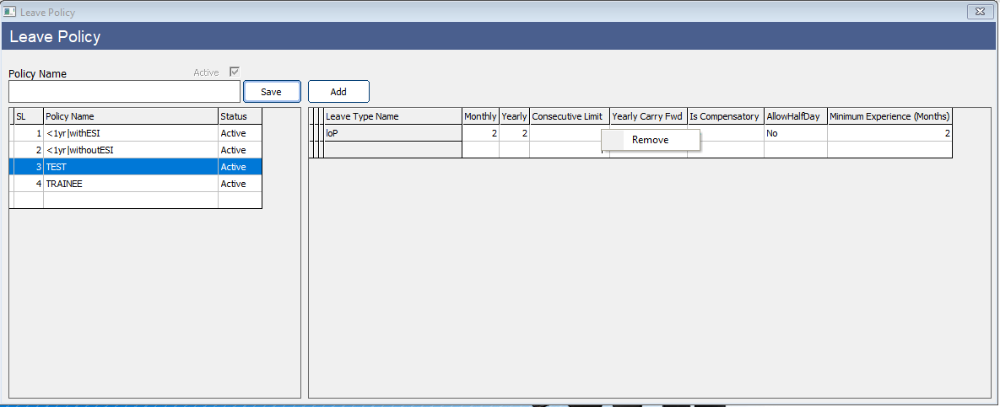 Leave Policy
Leave Policy
Policy Name
Active
Save
Add
SL Policy Name Status
1 <1yr|withESI Active
2 <1yr|withoutESI Active
3 TEST Active
4 TRAINEE Active
Leave Type Name Monthly Yearly Consecutive Limit Yearly Carry Fwd Is Compensatory AllowHalfDay Minimum Experience (Months)
loP 2 2 No 2
Remove